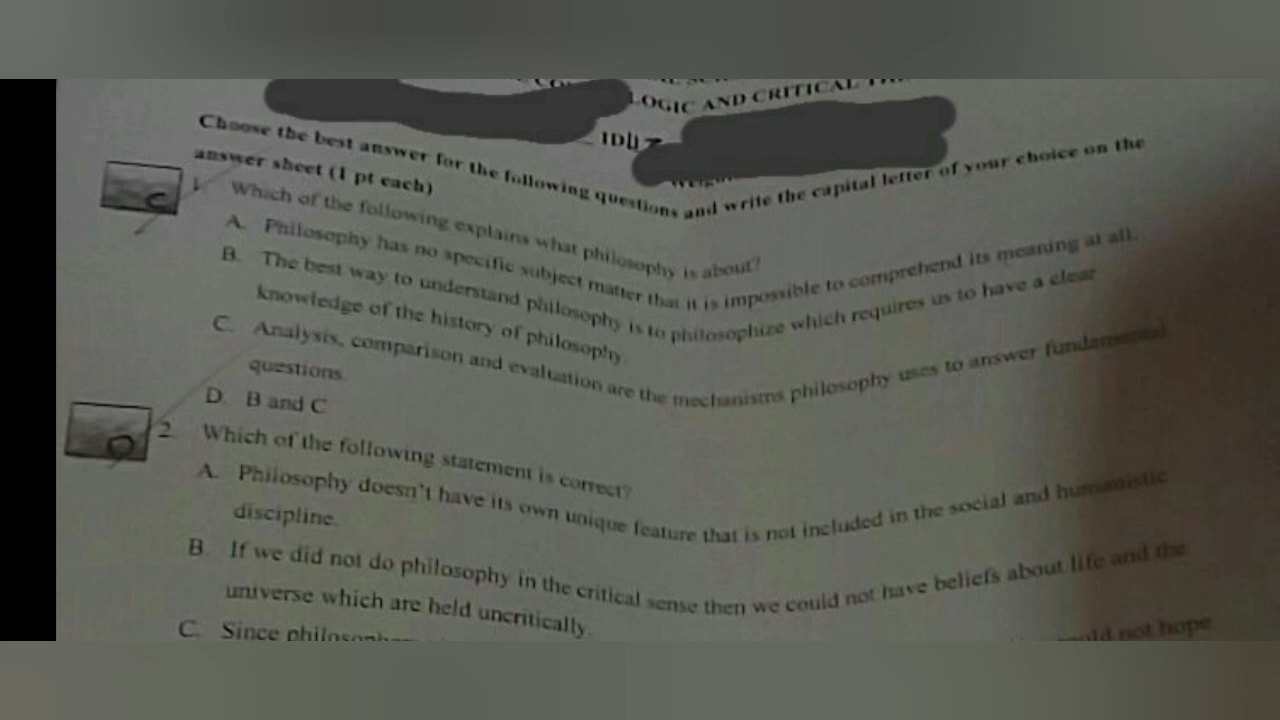 LOGIC AND CRITICAL
ID
Choose the best answer for the following questions and write the capital letter of your choice on the
answer sheet (1 pt each)
C
1. Which of the following explains what philosophy is about?
A. Philosophy has no specific subject matter that it is impossible to comprehend its meaning at all.
B. The best way to understand philosophy is to philosophize which requires us to have a clear
knowledge of the history of philosophy.
C. Analysis, comparison and evaluation are the mechanisms philosophy uses to answer fundamental
questions.
D. B and C
2. Which of the following statement is correct?
A. Philosophy doesn't have its own unique feature that is not included in the social and humanistic
discipline.
B. If we did not do philosophy in the critical sense then we could not have beliefs about life and the
universe which are held uncritically.
C. Since not hope